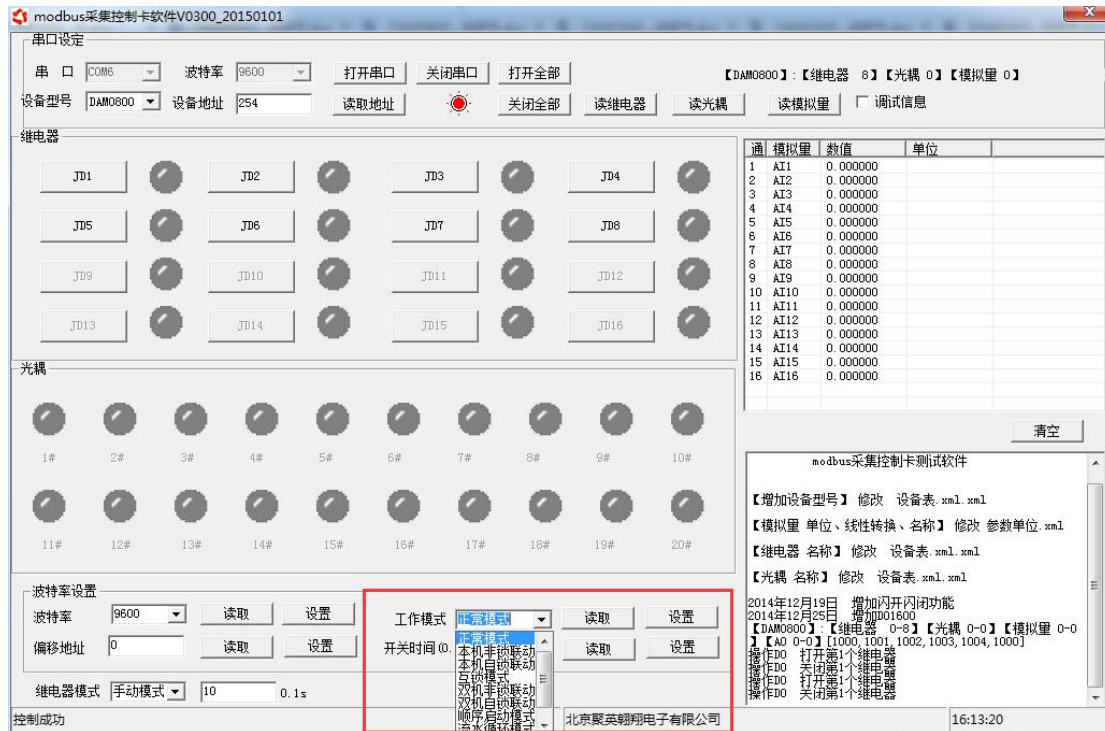 modbus采集控制卡软件V0300_20150101
串口设定
串 口 COM6 波特率 9600 打开串口 关闭串口 打开全部 【DAM0800】:【继电器 8】【光耦 0】【模拟量 0】
设备型号 DAM0800 设备地址 254 读取地址 关闭全部 读继电器 读光耦 读模拟量 调试信息
继电器
JD1 JD2 JD3 JD4
JD5 JD6 JD7 JD8
JD9 JD10 JD11 JD12
JD13 JD14 JD15 JD16
通 模拟量 数值 单位
1 AI1 0.000000
2 AI2 0.000000
3 AI3 0.000000
4 AI4 0.000000
5 AI5 0.000000
6 AI6 0.000000
7 AI7 0.000000
8 AI8 0.000000
9 AI9 0.000000
10 AI10 0.000000
11 AI11 0.000000
12 AI12 0.000000
13 AI13 0.000000
14 AI14 0.000000
15 AI15 0.000000
16 AI16 0.000000
光耦
1# 2# 3# 4# 5# 6# 7# 8# 9# 10#
11# 12# 13# 14# 15# 16# 17# 18# 19# 20#
清空
modbus采集控制卡测试软件
【增加设备型号】 修改 设备表.xml.xml
【模拟量 单位、线性转换、名称】 修改 参数单位.xml
【继电器 名称】 修改 设备表.xml.xml
【光耦 名称】 修改 设备表.xml.xml
2014年12月19日 增加闪开闪闭功能
2014年12月25日 增加DO1600
【DAM0800】:【继电器 0-8】【光耦 0-0】【模拟量 0-0
】【AO 0-0】[1000,1001,1002,1003,1004,1000]
操作DO 打开第1个继电器
操作DO 关闭第1个继电器
操作DO 打开第1个继电器
操作DO 关闭第1个继电器
波特率设置
波特率 9600 读取 设置
偏移地址 0 读取 设置
继电器模式 手动模式 10 0.1s
工作模式 正常模式 读取 设置
开关时间(0. 读取 设置
正常模式
本机非锁联动
本机自锁联动
互锁模式
双机非锁联动
双机自锁联动
顺序启动模式
流水循环模式
控制成功 北京聚英翱翔电子有限公司 16:13:20